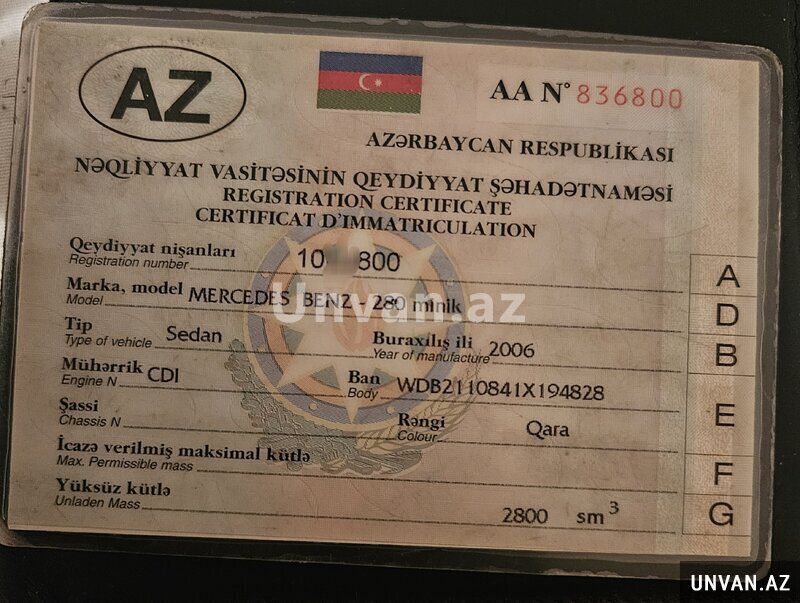 AZ
AA N° 836800
AZƏRBAYCAN RESPUBLİKASI
NƏQLİYYAT VASİTƏSİNİN QEYDİYYAT ŞƏHADƏTNAMƏSİ
REGISTRATION CERTIFICATE
CERTIFICAT D'IMMATRICULATION
Qeydiyyat nişanları
Registration number 10 800
Marka, model MERCEDES BENZ - 280 minik
Model
Tip Sedan Buraxılış ili 2006
Type of vehicle Year of manufacture
Mühərrik CDI Ban WDB2110841X194828
Engine N Body
Şassi Rəngi Qara
Chassis N Colour
İcazə verilmiş maksimal kütlə
Max. Permissible mass
Yüksüz kütlə
Unladen Mass 2800 sm³
A
D
B
E
F
G
Unvan.az
UNVAN.AZ